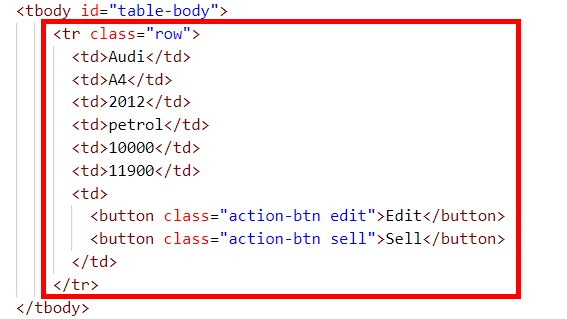 <tbody id="table-body">
<tr class="row">
<td>Audi</td>
<td>A4</td>
<td>2012</td>
<td>petrol</td>
<td>10000</td>
<td>11900</td>
<td>
<button class="action-btn edit">Edit</button>
<button class="action-btn sell">Sell</button>
</td>
</tr>
</tbody>